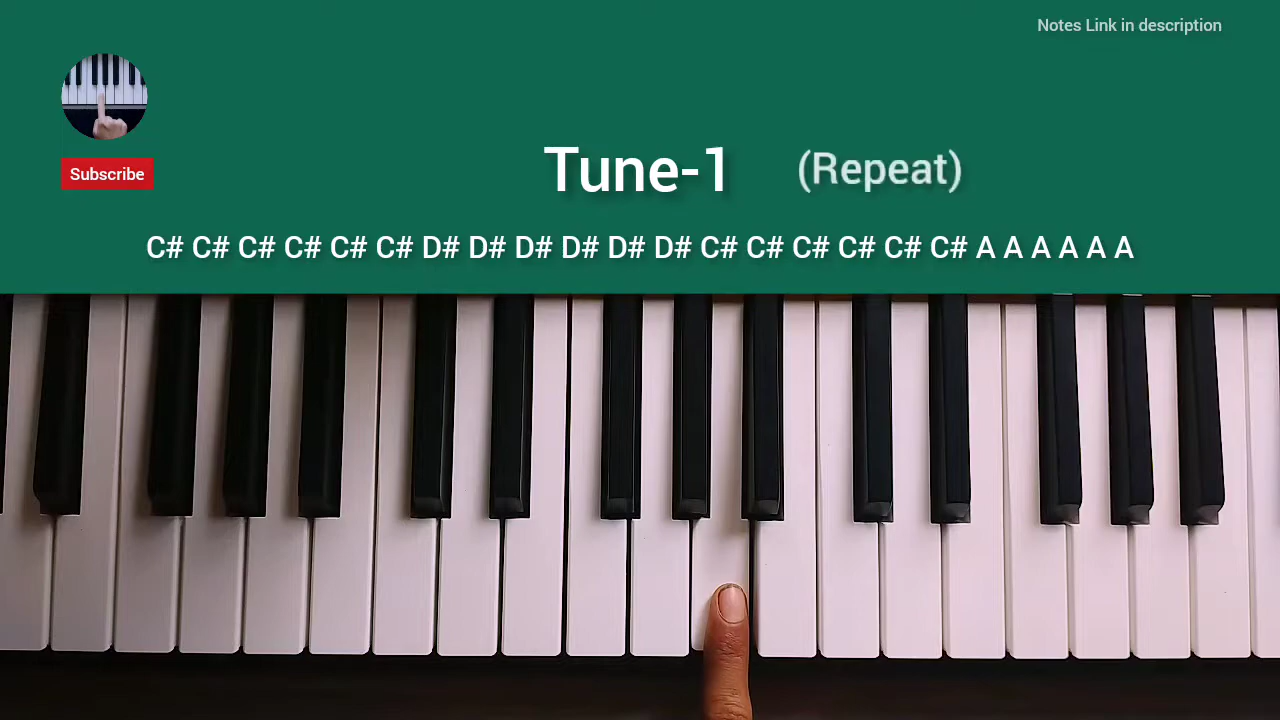 Notes Link in description
Subscribe
Tune-1 (Repeat)
C# C# C# C# C# C# D# D# D# D# D# D# C# C# C# C# C# C# A A A A A A